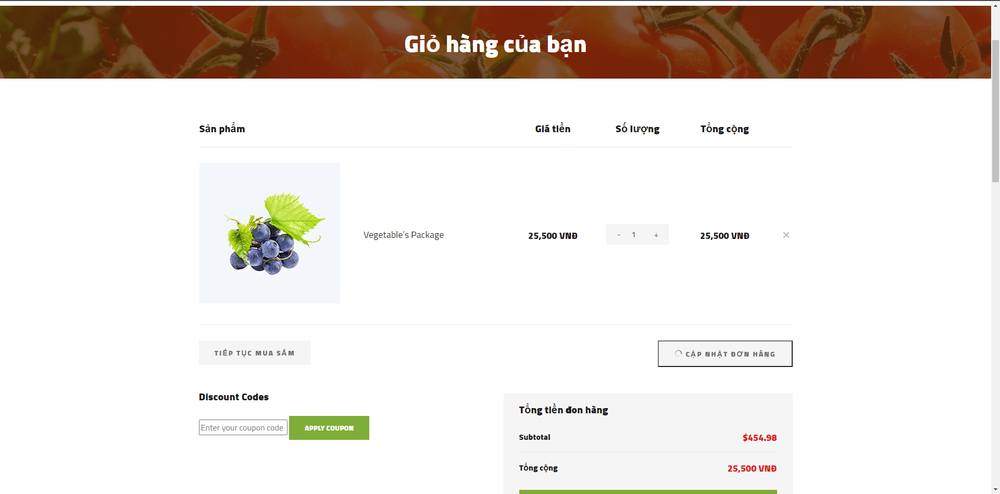 Giỏ hàng của bạn
Sản phẩm Giá tiền Số lượng Tổng cộng
Vegetable’s Package 25,500 VNĐ - 1 + 25,500 VNĐ
TIẾP TỤC MUA SẮM CẬP NHẬT ĐƠN HÀNG
Discount Codes
Enter your coupon code APPLY COUPON
Tổng tiền đon hàng
Subtotal $454.98
Tổng cộng 25,500 VNĐ